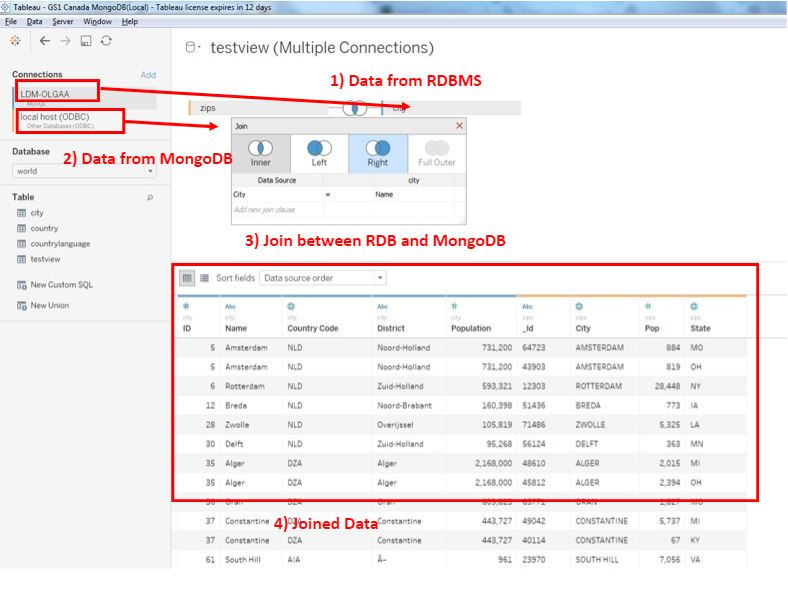 Tableau - GS1 Canada MongoDB(Local) - Tableau license expires in 12 days
File Data Server Window Help
testview (Multiple Connections)
Connections Add
LDM-OLGAA
MySQL
local host (ODBC)
Other Databases (ODBC)
1) Data from RDBMS
zips city
Join
Inner Left Right Full Outer
Data Source city
City = Name
Add new join clause
2) Data from MongoDB
Database
world
3) Join between RDB and MongoDB
Table
city
country
countrylanguage
testview
New Custom SQL
New Union
Sort fields Data source order
# Abc Abc # Abc #
city city city city city zips zips zips zips
ID Name Country Code District Population _Id City Pop State
5 Amsterdam NLD Noord-Holland 731,200 64723 AMSTERDAM 884 MO
5 Amsterdam NLD Noord-Holland 731,200 43903 AMSTERDAM 819 OH
6 Rotterdam NLD Zuid-Holland 593,321 12303 ROTTERDAM 28,448 NY
12 Breda NLD Noord-Brabant 160,398 51436 BREDA 773 IA
28 Zwolle NLD Overijssel 105,819 71486 ZWOLLE 5,325 LA
30 Delft NLD Zuid-Holland 95,268 56124 DELFT 363 MN
35 Alger DZA Alger 2,168,000 48610 ALGER 2,015 MI
35 Alger DZA Alger 2,168,000 45812 ALGER 2,394 OH
Oran DZA Oran ORAN MO
4) Joined Data
37 Constantine DZA Constantine 443,727 49042 CONSTANTINE 5,737 MI
37 Constantine DZA Constantine 443,727 40114 CONSTANTINE 67 KY
61 South Hill AIA Ã– 961 23970 SOUTH HILL 7,056 VA